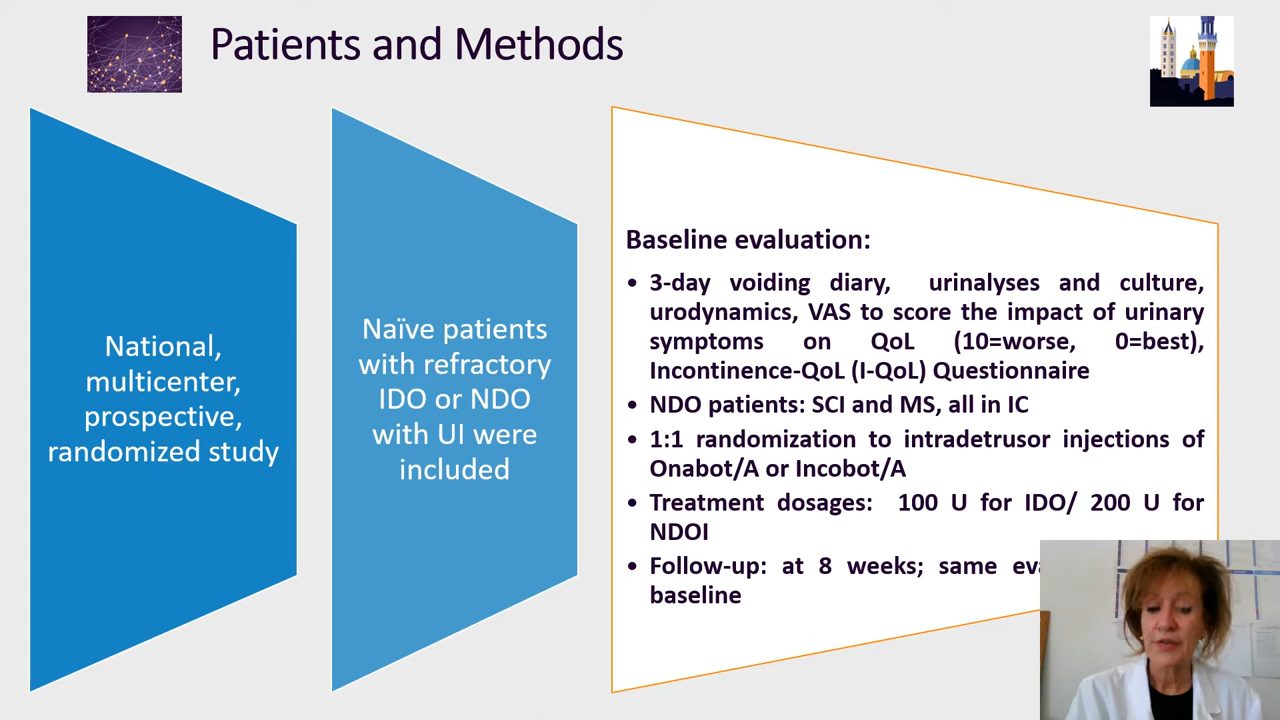 Patients and Methods
National,
multicenter,
prospective,
randomized study
Naïve patients
with refractory
IDO or NDO
with UI were
included
Baseline evaluation:
• 3-day voiding diary, urinalyses and culture,
urodynamics, VAS to score the impact of urinary
symptoms on QoL (10=worse, 0=best),
Incontinence-QoL (I-QoL) Questionnaire
• NDO patients: SCI and MS, all in IC
• 1:1 randomization to intradetrusor injections of
Onabot/A or Incobot/A
• Treatment dosages: 100 U for IDO/ 200 U for
NDOI
• Follow-up: at 8 weeks; same
baseline